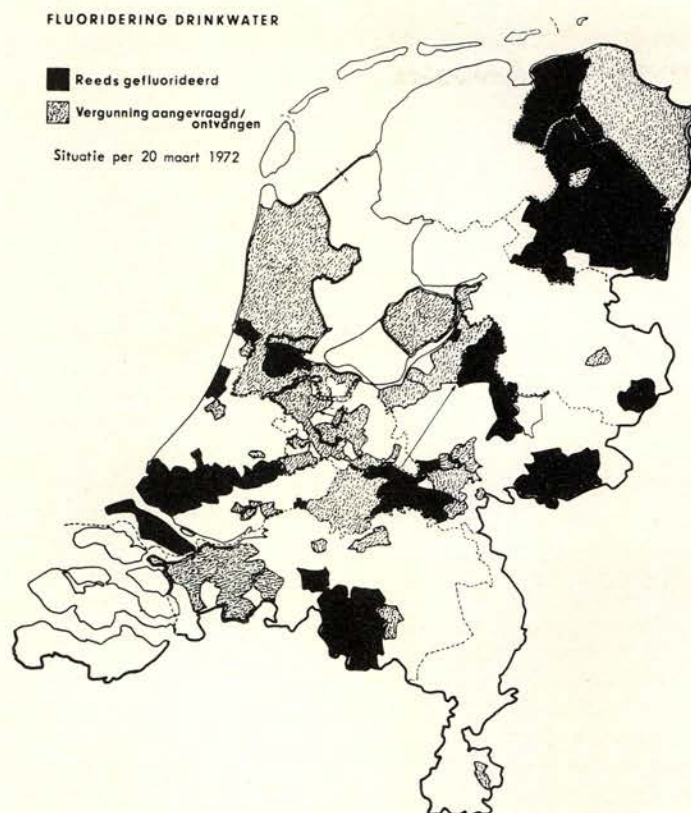 FLUORIDERING DRINKWATER
Reeds gefluorideerd
Vergunning aangevraagd/
ontvangen
Situatie per 20 maart 1972